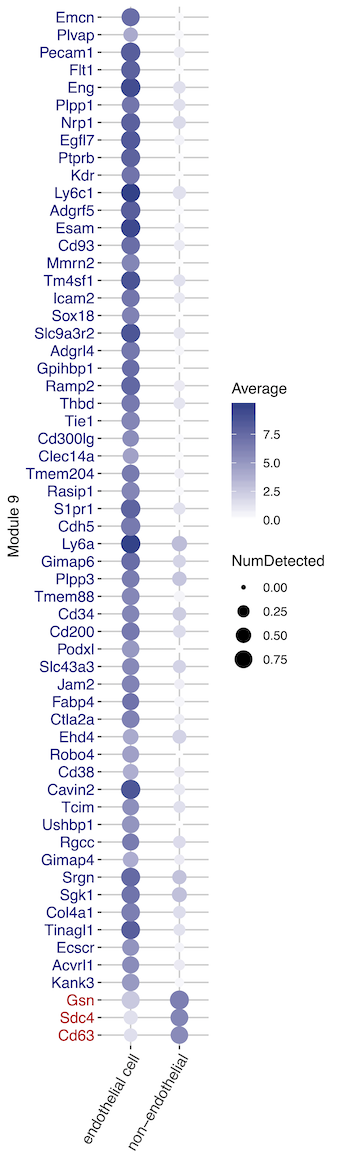 Emcn
Plvap
Pecam1
Flt1
Eng
Plpp1
Nrp1
Egfl7
Ptprb
Kdr
Ly6c1
Adgrf5
Esam
Cd93
Mmrn2
Tm4sf1
Icam2
Sox18
Slc9a3r2
Adgrl4
Gpihbp1
Ramp2
Thbd
Tie1
Cd300lg
Clec14a
Tmem204
Rasip1
S1pr1
Cdh5
Ly6a
Gimap6
Plpp3
Tmem88
Cd34
Cd200
Podxl
Slc43a3
Jam2
Fabp4
Ctla2a
Ehd4
Robo4
Cd38
Cavin2
Tcim
Ushbp1
Rgcc
Gimap4
Srgn
Sgk1
Col4a1
Tinagl1
Ecscr
Acvrl1
Kank3
Gsn
Sdc4
Cd63
Module 9
endothelial cell
non−endothelial
Average
7.5
5.0
2.5
0.0
NumDetected
0.00
0.25
0.50
0.75